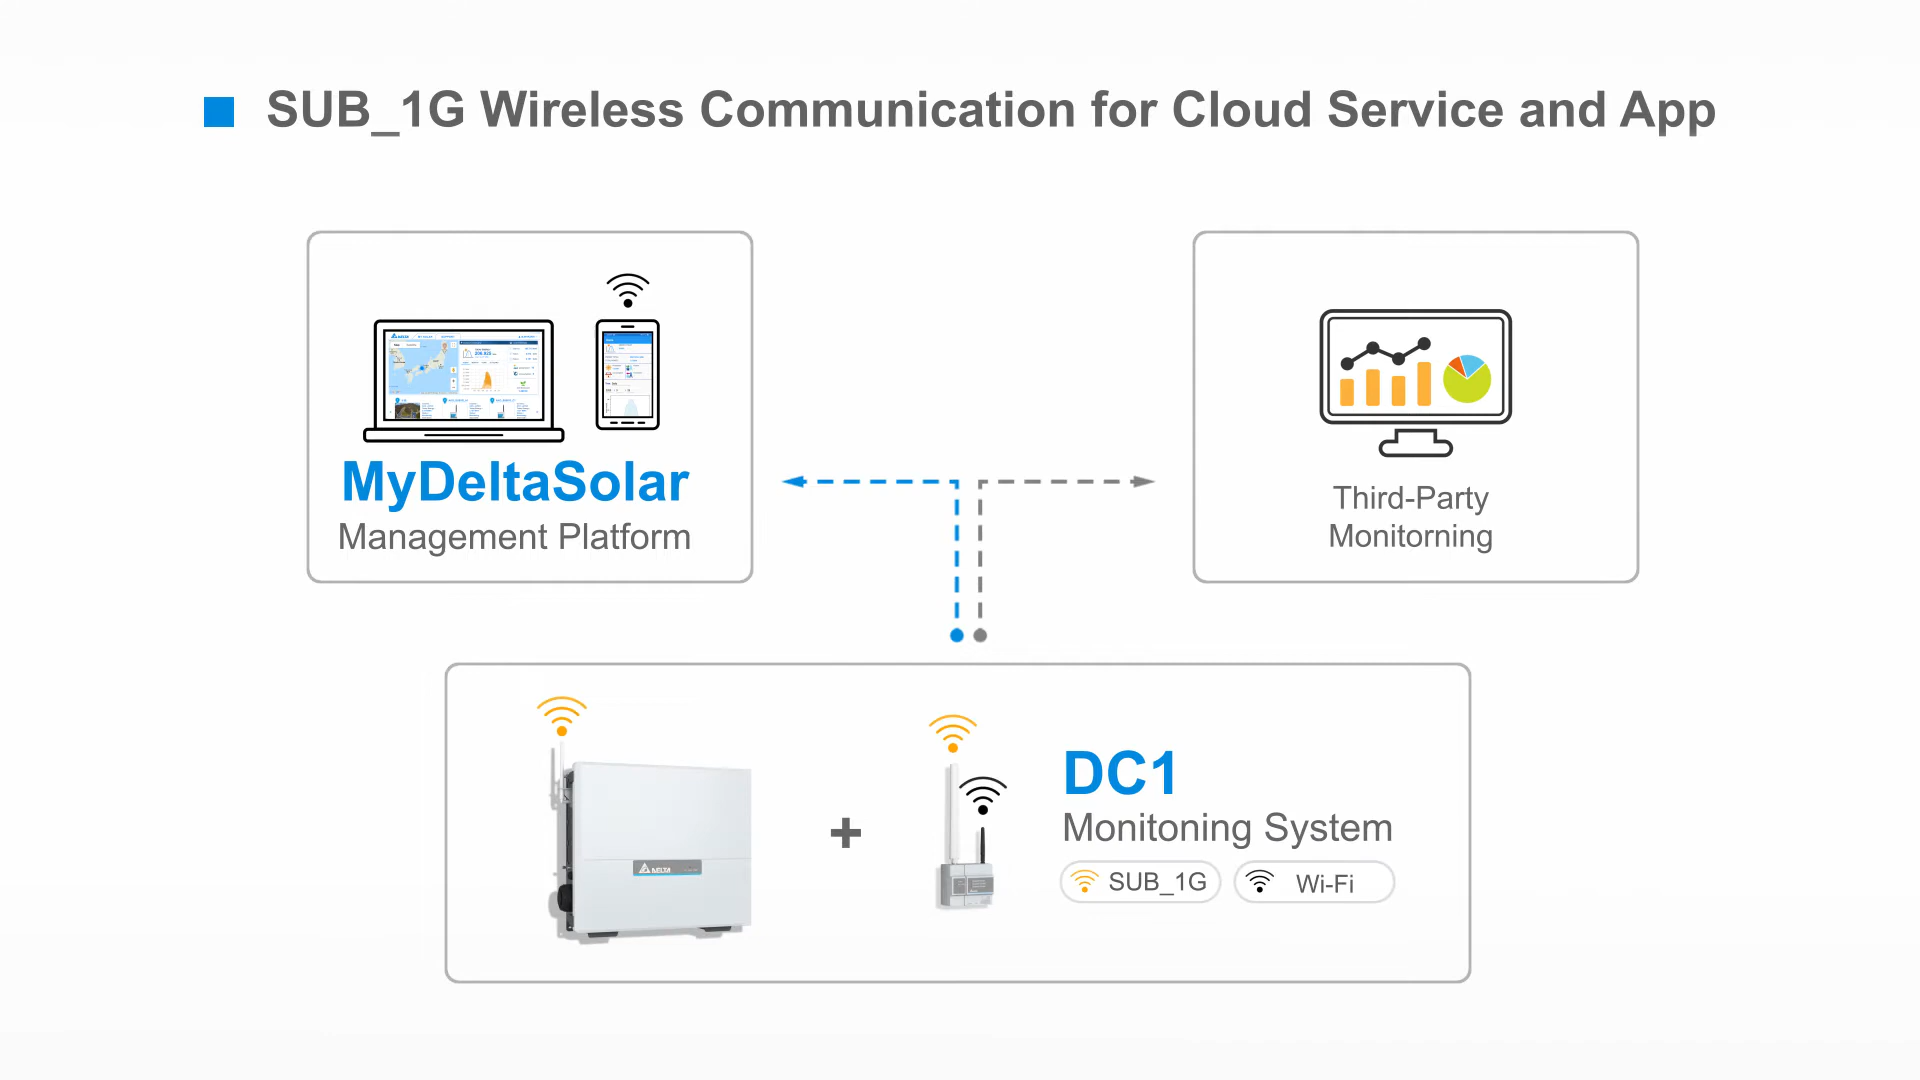 SUB_1G Wireless Communication for Cloud Service and App
MyDeltaSolar
Management Platform
Third-Party
Monitorning
DELTA
DC1
Monitoning System
SUB_1G
Wi-Fi